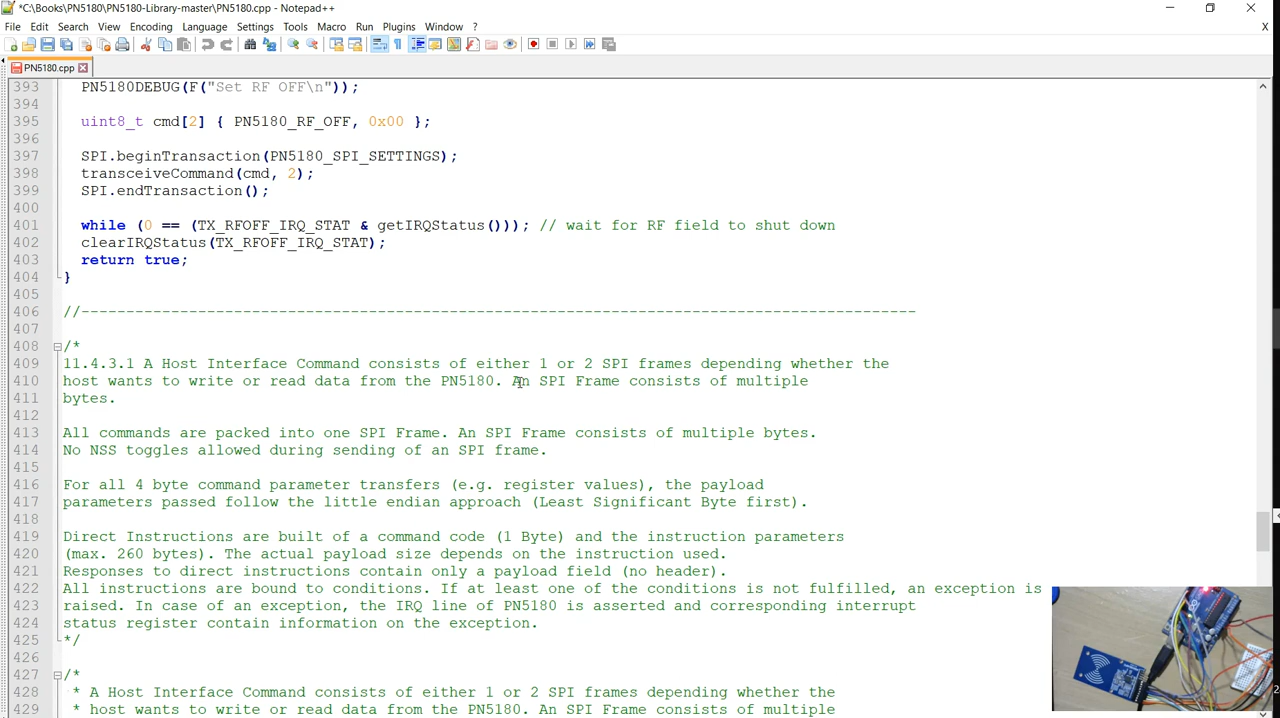 *C:\Books\PN5180\PN5180-Library-master\PN5180.cpp - Notepad++
File Edit Search View Encoding Language Settings Tools Macro Run Plugins Window ? X
PN5180.cpp
393 PN5180DEBUG(F("Set RF OFF\n"));
394
395 uint8_t cmd[2] { PN5180_RF_OFF, 0x00 };
396
397 SPI.beginTransaction(PN5180_SPI_SETTINGS);
398 transceiveCommand(cmd, 2);
399 SPI.endTransaction();
400
401 while (0 == (TX_RFOFF_IRQ_STAT & getIRQStatus())); // wait for RF field to shut down
402 clearIRQStatus(TX_RFOFF_IRQ_STAT);
403 return true;
404 }
405
406 //---------------------------------------------------------------------------------------------
407
408 /*
409 11.4.3.1 A Host Interface Command consists of either 1 or 2 SPI frames depending whether the
410 host wants to write or read data from the PN5180. An SPI Frame consists of multiple
411 bytes.
412
413 All commands are packed into one SPI Frame. An SPI Frame consists of multiple bytes.
414 No NSS toggles allowed during sending of an SPI frame.
415
416 For all 4 byte command parameter transfers (e.g. register values), the payload
417 parameters passed follow the little endian approach (Least Significant Byte first).
418
419 Direct Instructions are built of a command code (1 Byte) and the instruction parameters
420 (max. 260 bytes). The actual payload size depends on the instruction used.
421 Responses to direct instructions contain only a payload field (no header).
422 All instructions are bound to conditions. If at least one of the conditions is not fulfilled, an exception is
423 raised. In case of an exception, the IRQ line of PN5180 is asserted and corresponding interrupt
424 status register contain information on the exception.
425 */
426
427 /*
428 * A Host Interface Command consists of either 1 or 2 SPI frames depending whether the
429 * host wants to write or read data from the PN5180. An SPI Frame consists of multiple